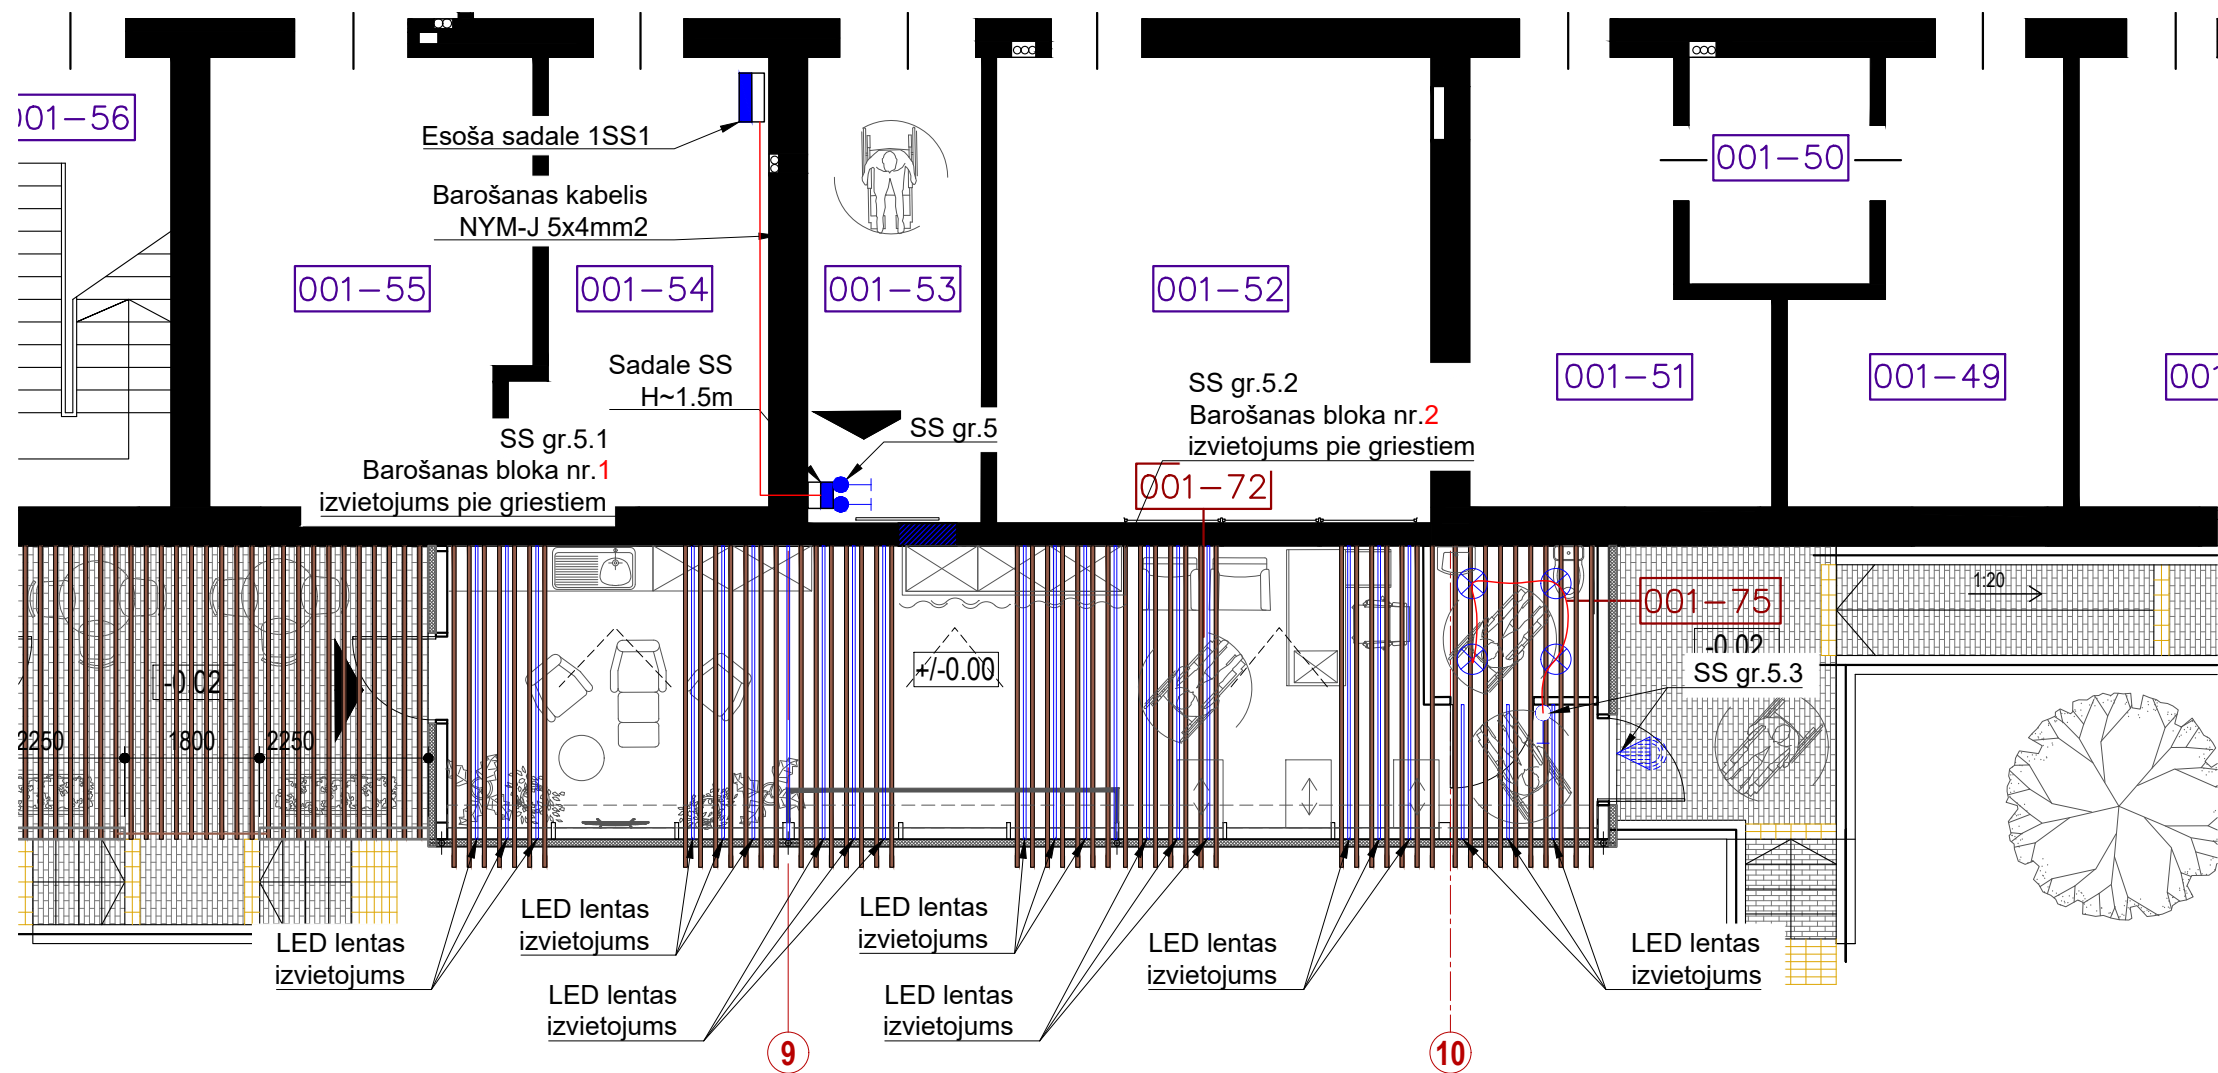 001-56
001-50
Esoša sadale 1SS1
Barošanas kabelis
NYM-J 5x4mm2
001-55
001-54
001-53
001-52
Sadale SS
H~1.5m
001-51
001-49
001
SS gr.5.2
Barošanas bloka nr.2
izvietojums pie griestiem
SS gr.5
SS gr.5.1
Barošanas bloka nr.1
izvietojums pie griestiem
001-72
1:20
001-75
-0.02
SS gr.5.3
-0.02
+/-0.00
2250
1800
2250
LED lentas
izvietojums
LED lentas
izvietojums
LED lentas
izvietojums
LED lentas
izvietojums
LED lentas
izvietojums
LED lentas
izvietojums
LED lentas
izvietojums
9
10